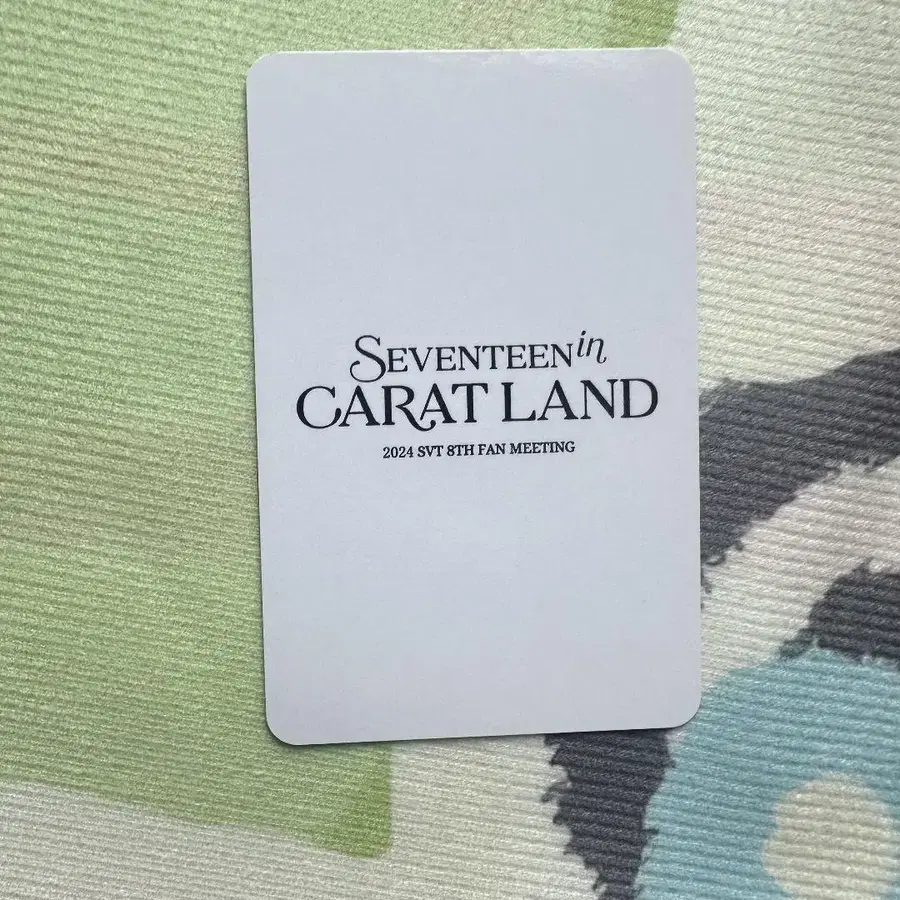 SEVENTEEN in
CARAT LAND
2024 SVT 8TH FAN MEETING